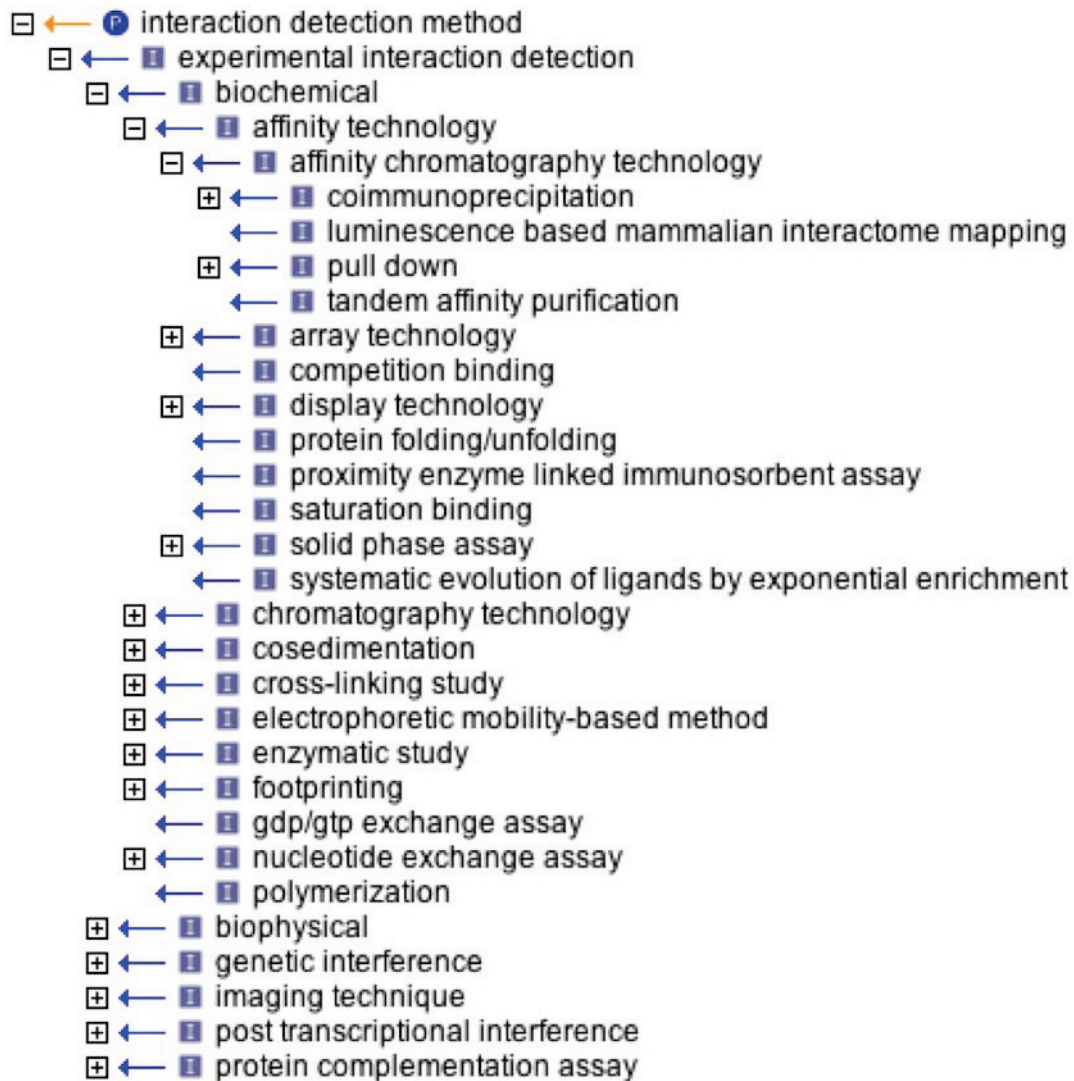 interaction detection method
experimental interaction detection
biochemical
affinity technology
affinity chromatography technology
coimmunoprecipitation
luminescence based mammalian interactome mapping
pull down
tandem affinity purification
array technology
competition binding
display technology
protein folding/unfolding
proximity enzyme linked immunosorbent assay
saturation binding
solid phase assay
systematic evolution of ligands by exponential enrichment
chromatography technology
cosedimentation
cross-linking study
electrophoretic mobility-based method
enzymatic study
footprinting
gdp/gtp exchange assay
nucleotide exchange assay
polymerization
biophysical
genetic interference
imaging technique
post transcriptional interference
protein complementation assay